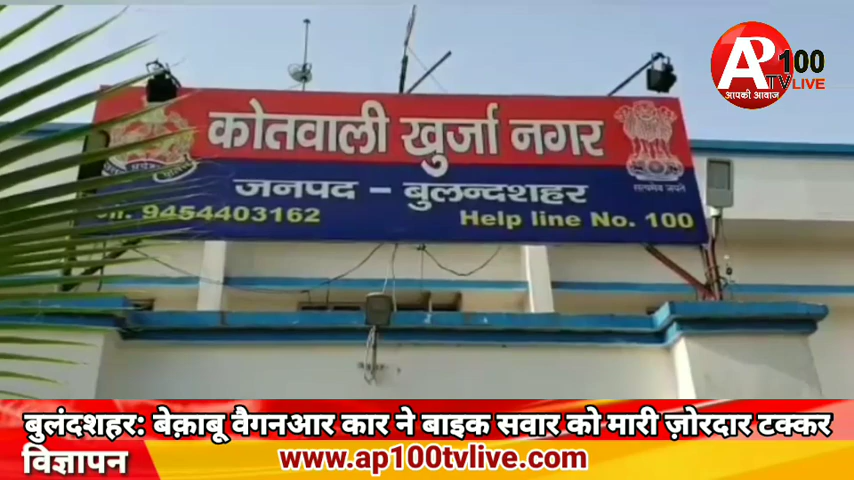 AP 100
TV LIVE
आपकी आवाज
कोतवाली खुर्जा नगर
सत्यमेव जयते
जनपद - बुलन्दशहर
9454403162
Help line No. 100
बुलंदशहर: बेक़ाबू वैगनआर कार ने बाइक सवार को मारी ज़ोरदार टक्कर
विज्ञापन
www.ap100tvlive.com